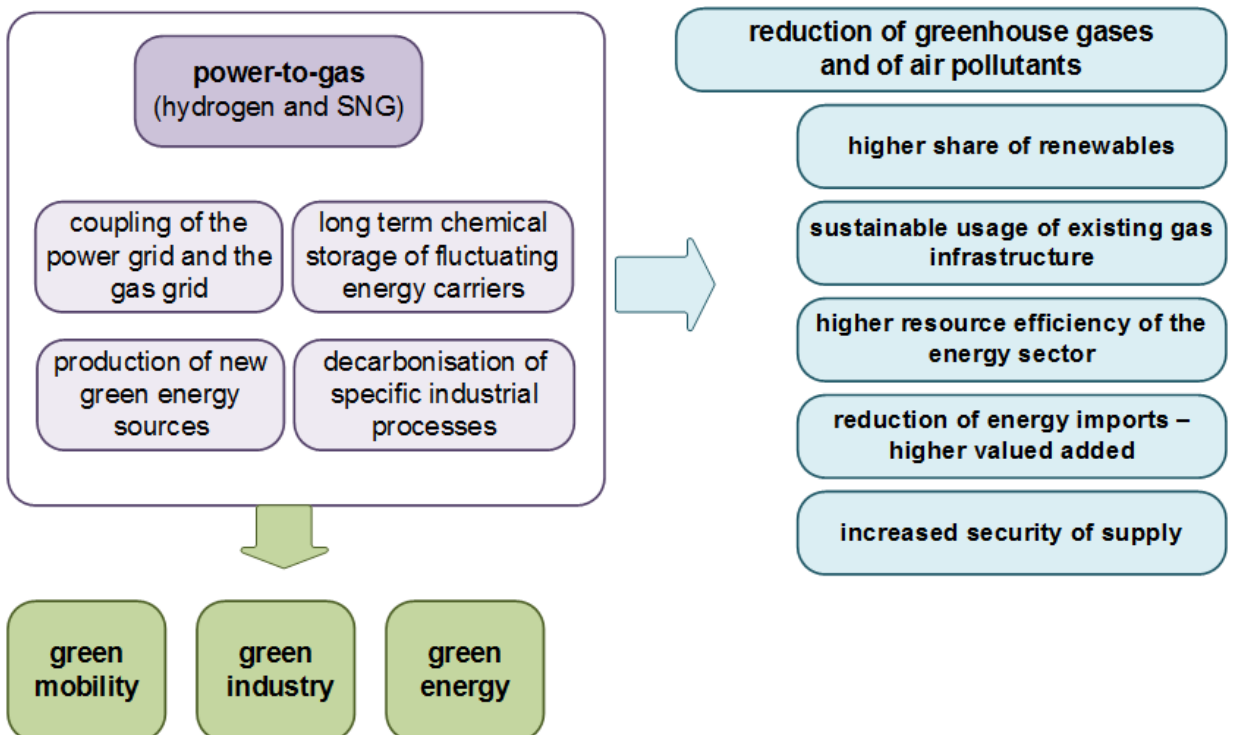 power-to-gas
(hydrogen and SNG)
coupling of the
power grid and the
gas grid
long term chemical
storage of fluctuating
energy carriers
production of new
green energy
sources
decarbonisation of
specific industrial
processes
reduction of greenhouse gases
and of air pollutants
higher share of renewables
sustainable usage of existing gas
infrastructure
higher resource efficiency of the
energy sector
reduction of energy imports –
higher valued added
increased security of supply
green
mobility
green
industry
green
energy